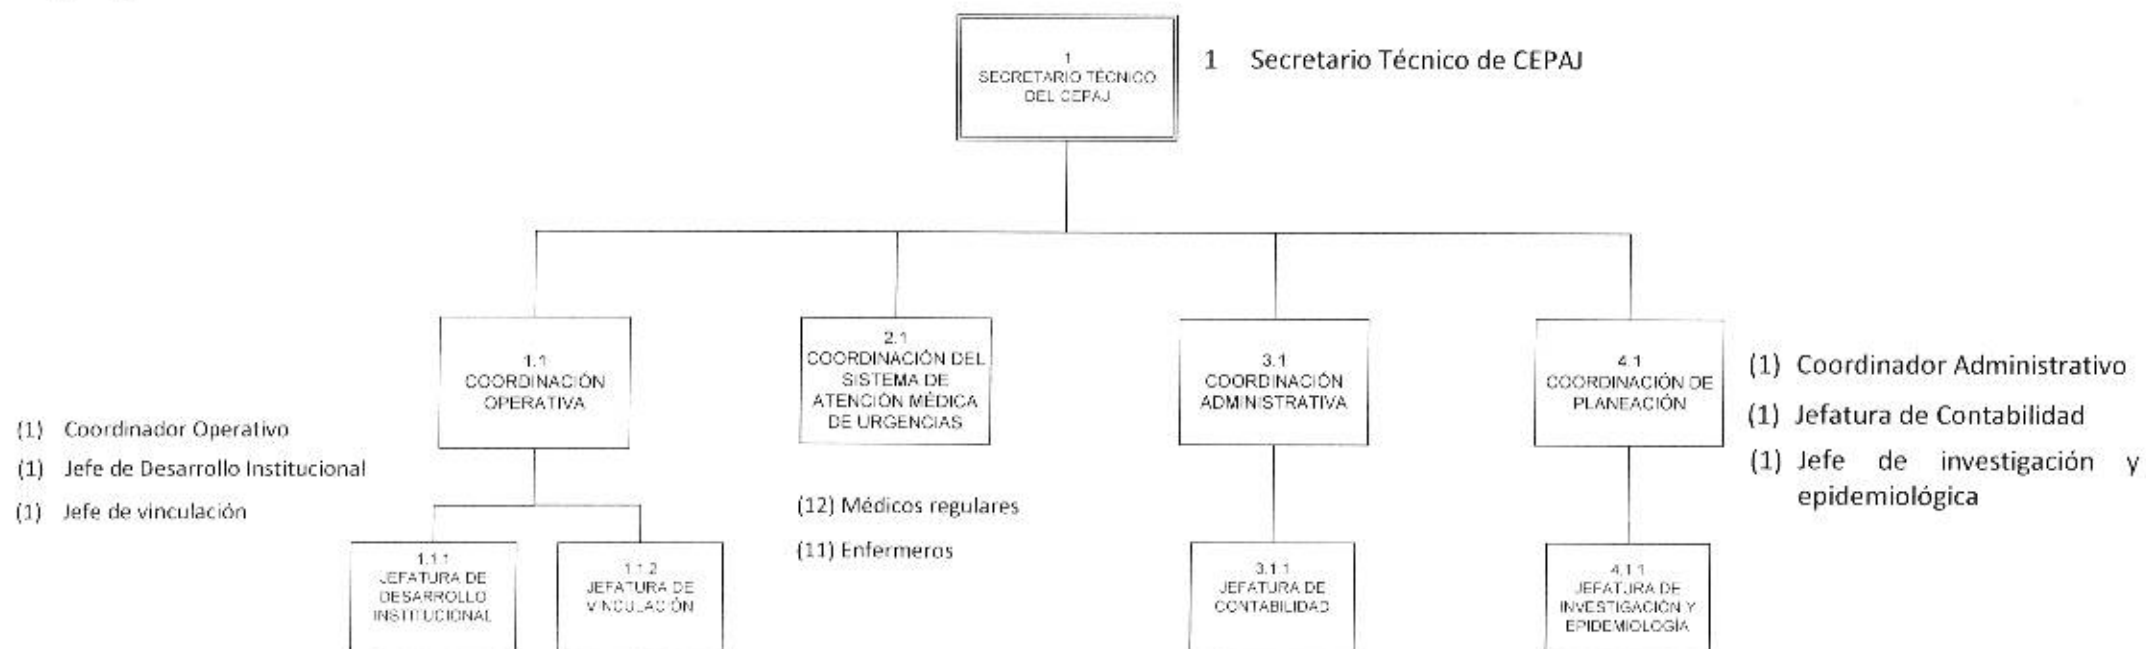 1
SECRETARIO TÉCNICO
DEL CEPAJ
1 Secretario Técnico de CEPAJ
1.1
COORDINACIÓN
OPERATIVA
2.1
COORDINACIÓN DEL
SISTEMA DE
ATENCIÓN MÉDICA
DE URGENCIAS
3.1
COORDINACIÓN
ADMINISTRATIVA
4.1
COORDINACIÓN DE
PLANEACIÓN
(1) Coordinador Administrativo
(1) Jefatura de Contabilidad
(1) Jefe de investigación y
epidemiológica
(1) Coordinador Operativo
(1) Jefe de Desarrollo Institucional
(1) Jefe de vinculación
(12) Médicos regulares
(11) Enfermeros
1.1.1
JEFATURA DE
DESARROLLO
INSTITUCIONAL
1.1.2
JEFATURA DE
VINCULACIÓN
3.1.1
JEFATURA DE
CONTABILIDAD
4.1.1
JEFATURA DE
INVESTIGACIÓN Y
EPIDEMIOLOGÍA